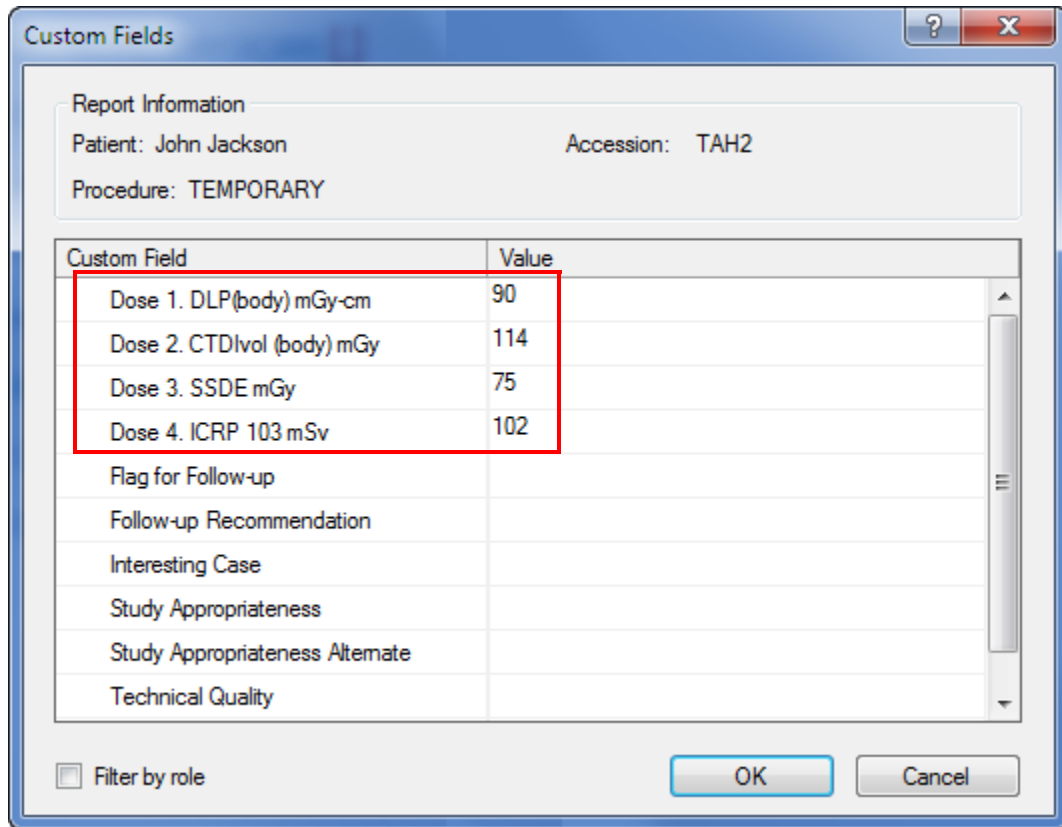 Custom Fields
Report Information
Patient: John Jackson Accession: TAH2
Procedure: TEMPORARY
Custom Field Value
Dose 1. DLP(body) mGy-cm 90
Dose 2. CTDIvol (body) mGy 114
Dose 3. SSDE mGy 75
Dose 4. ICRP 103 mSv 102
Flag for Follow-up
Follow-up Recommendation
Interesting Case
Study Appropriateness
Study Appropriateness Alternate
Technical Quality
Filter by role OK Cancel